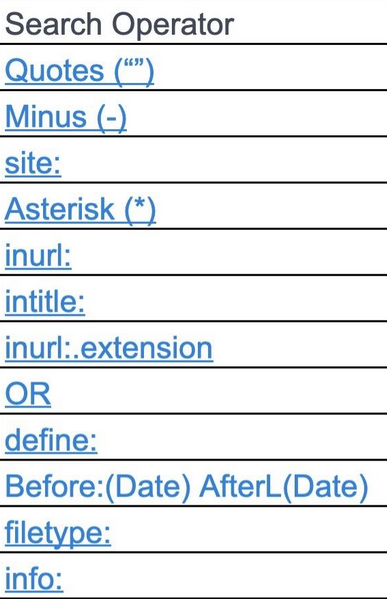 Search Operator
Quotes (“”)
Minus (-)
site:
Asterisk (*)
inurl:
intitle:
inurl:.extension
OR
define:
Before:(Date) AfterL(Date)
filetype:
info: